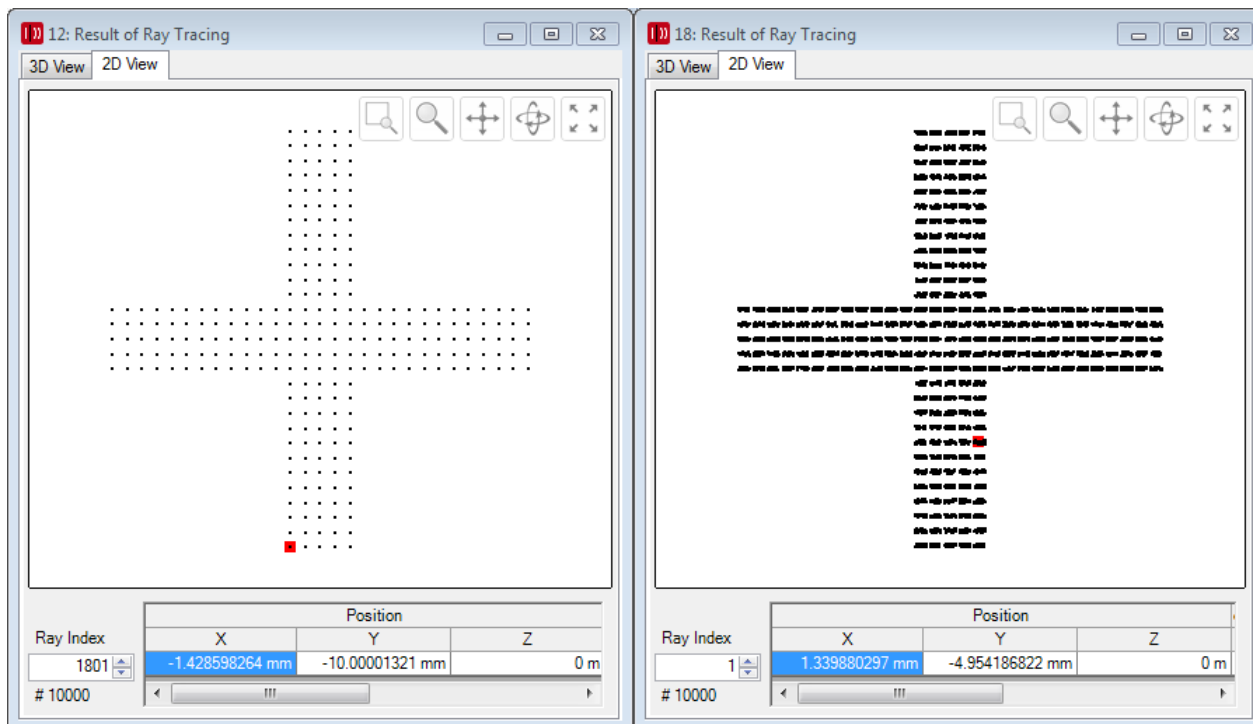 12: Result of Ray Tracing
3D View 2D View
Position
Ray Index X Y Z
1801 -1.428598264 mm -10.00001321 mm 0 m
# 10000
18: Result of Ray Tracing
3D View 2D View
Position
Ray Index X Y Z
1 1.339880297 mm -4.954186822 mm 0 m
# 10000